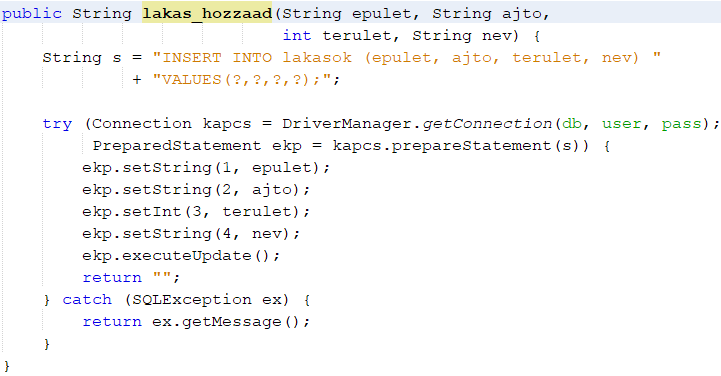 public String lakas_hozzaad(String epulet, String ajto,
                            int terulet, String nev) {
    String s = "INSERT INTO lakasok (epulet, ajto, terulet, nev) "
             + "VALUES(?,?,?,?);";

    try (Connection kapcs = DriverManager.getConnection(db, user, pass);
         PreparedStatement ekp = kapcs.prepareStatement(s)) {
        ekp.setString(1, epulet);
        ekp.setString(2, ajto);
        ekp.setInt(3, terulet);
        ekp.setString(4, nev);
        ekp.executeUpdate();
        return "";
    } catch (SQLException ex) {
        return ex.getMessage();
    }
}